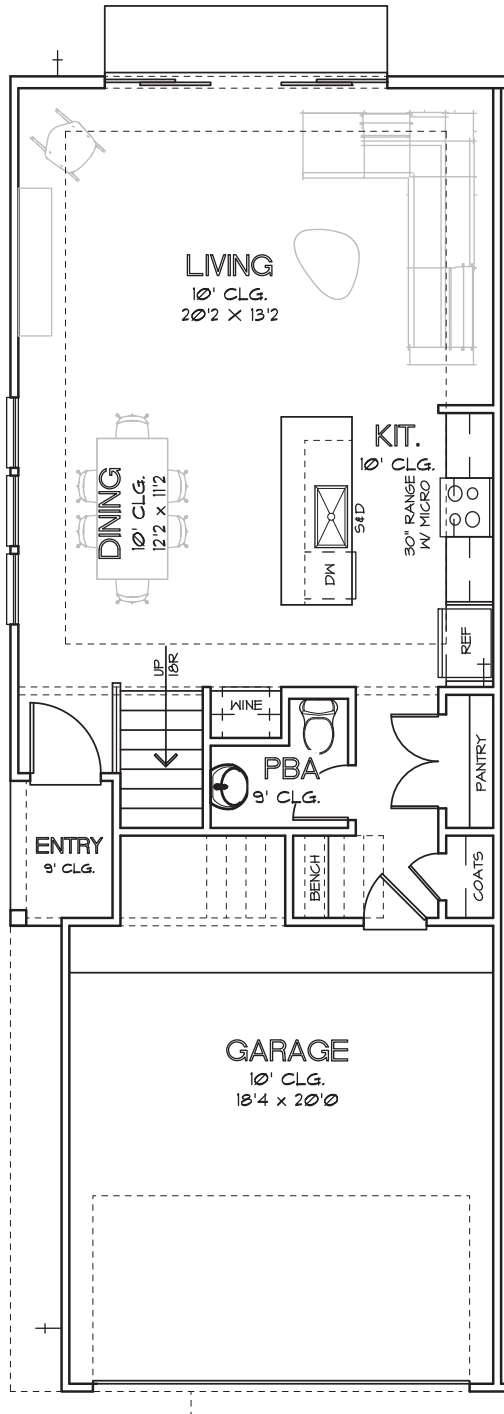 LIVING
10' CLG.
20'2 X 13'2
KIT.
10' CLG.
DINING
10' CLG.
12'2 x 11'2
30" RANGE
W/ MICRO
S&D
DW
REF
UP
18R
WINE
PBA
9' CLG.
PANTRY
ENTRY
9' CLG.
BENCH
COATS
GARAGE
10' CLG.
18'4 x 20'0